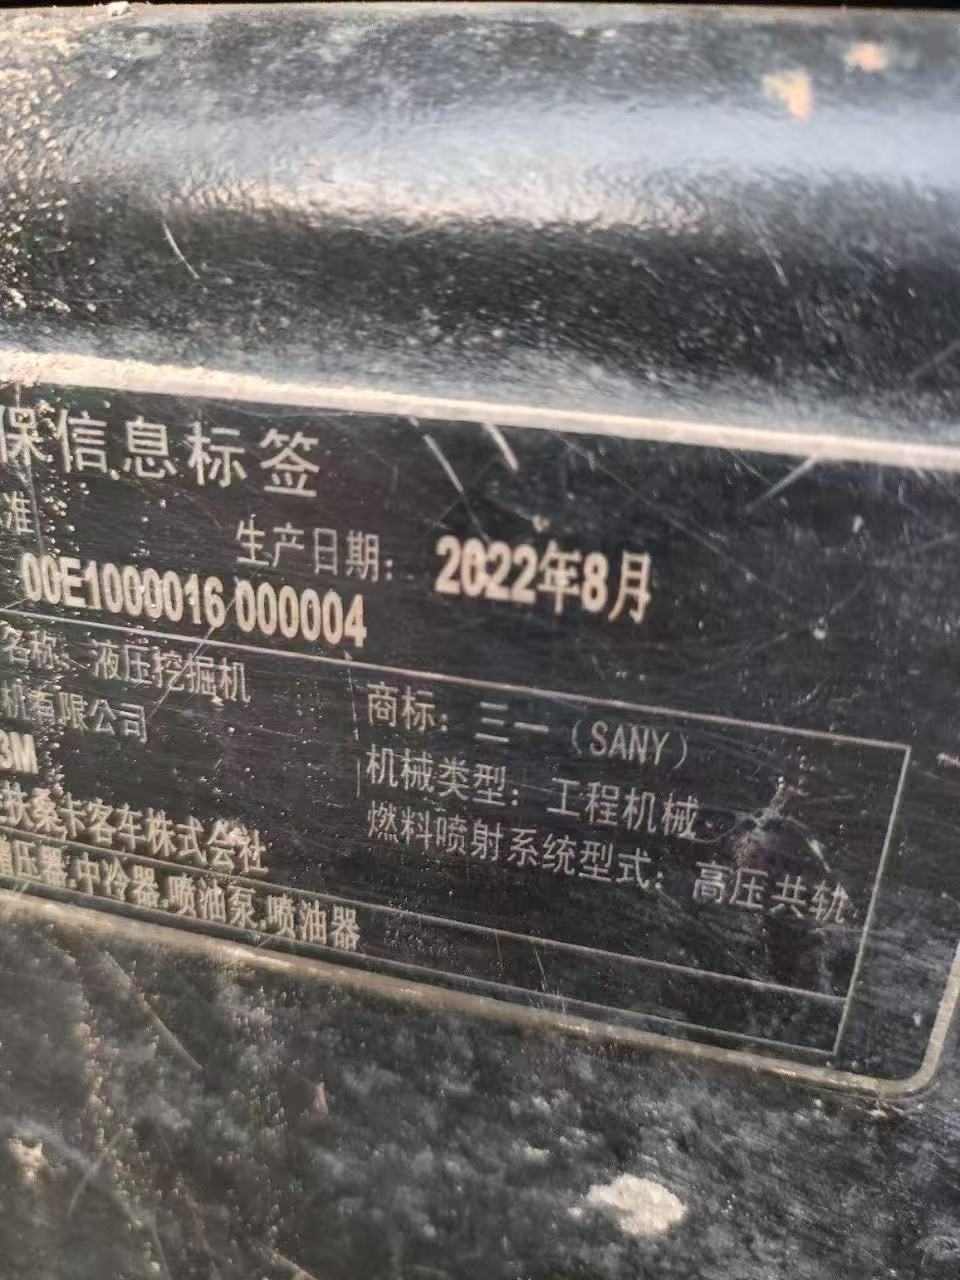 保信息标签
准
生产日期: 2022年8月
00E1000016 000004
名称: 液压挖掘机
商标: 三一 (SANY)
机有限公司
机械类型: 工程机械
3M
燃料喷射系统型式: 高压共轨
扶桑卡客车株式会社
增压器,中冷器,喷油泵,喷油器